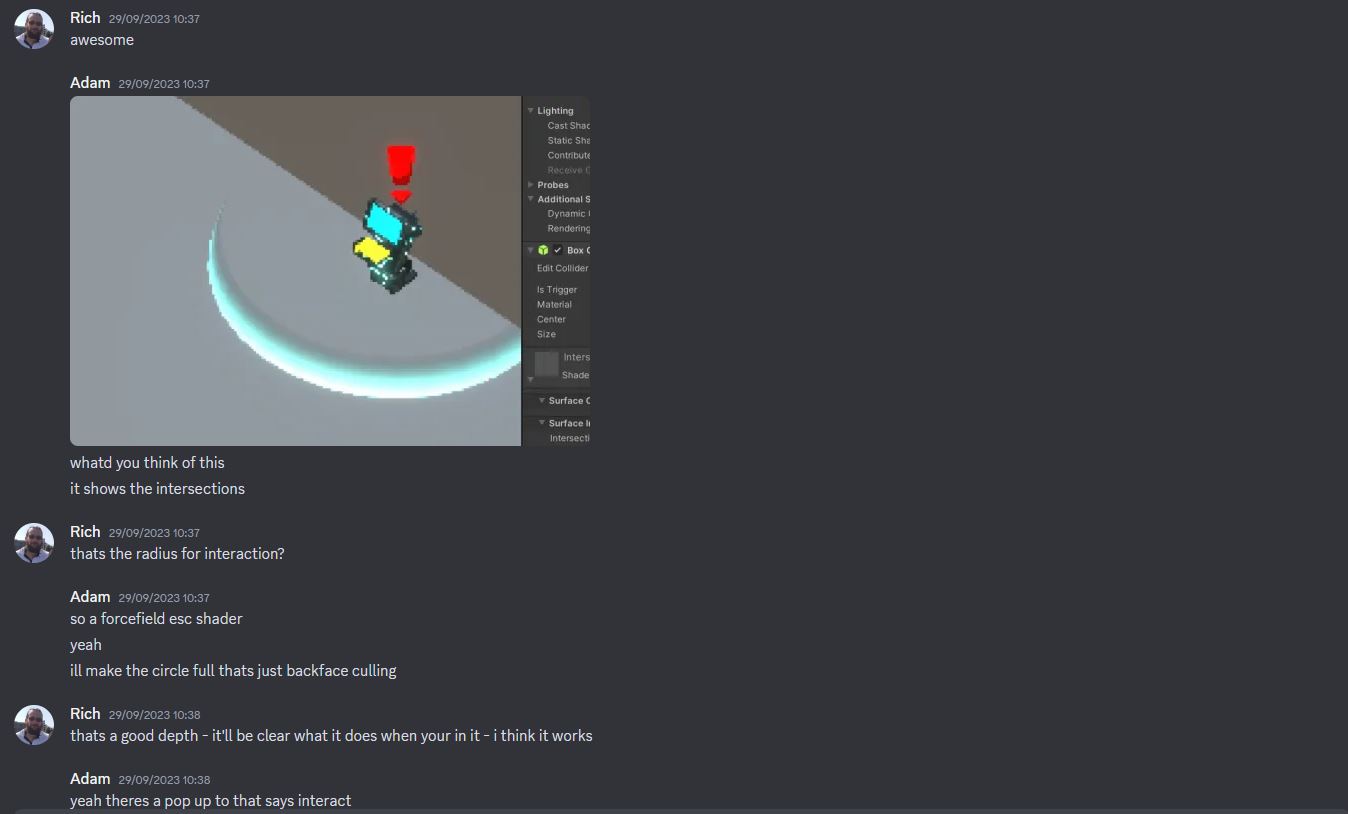 Rich 29/09/2023 10:37
awesome
Adam 29/09/2023 10:37
Lighting
Cast Shac
Static Sha
Contribute
Receive
Probes
Additional S
Dynamic
Rendering
Box C
Edit Collider
Is Trigger
Material
Center
Size
Inters
Shade
Surface
Surface I
Intersecti
whatd you think of this
it shows the intersections
Rich 29/09/2023 10:37
thats the radius for interaction?
Adam 29/09/2023 10:37
so a forcefield esc shader
yeah
ill make the circle full thats just backface culling
Rich 29/09/2023 10:38
thats a good depth - it'll be clear what it does when your in it - i think it works
Adam 29/09/2023 10:38
yeah theres a pop up to that says interact